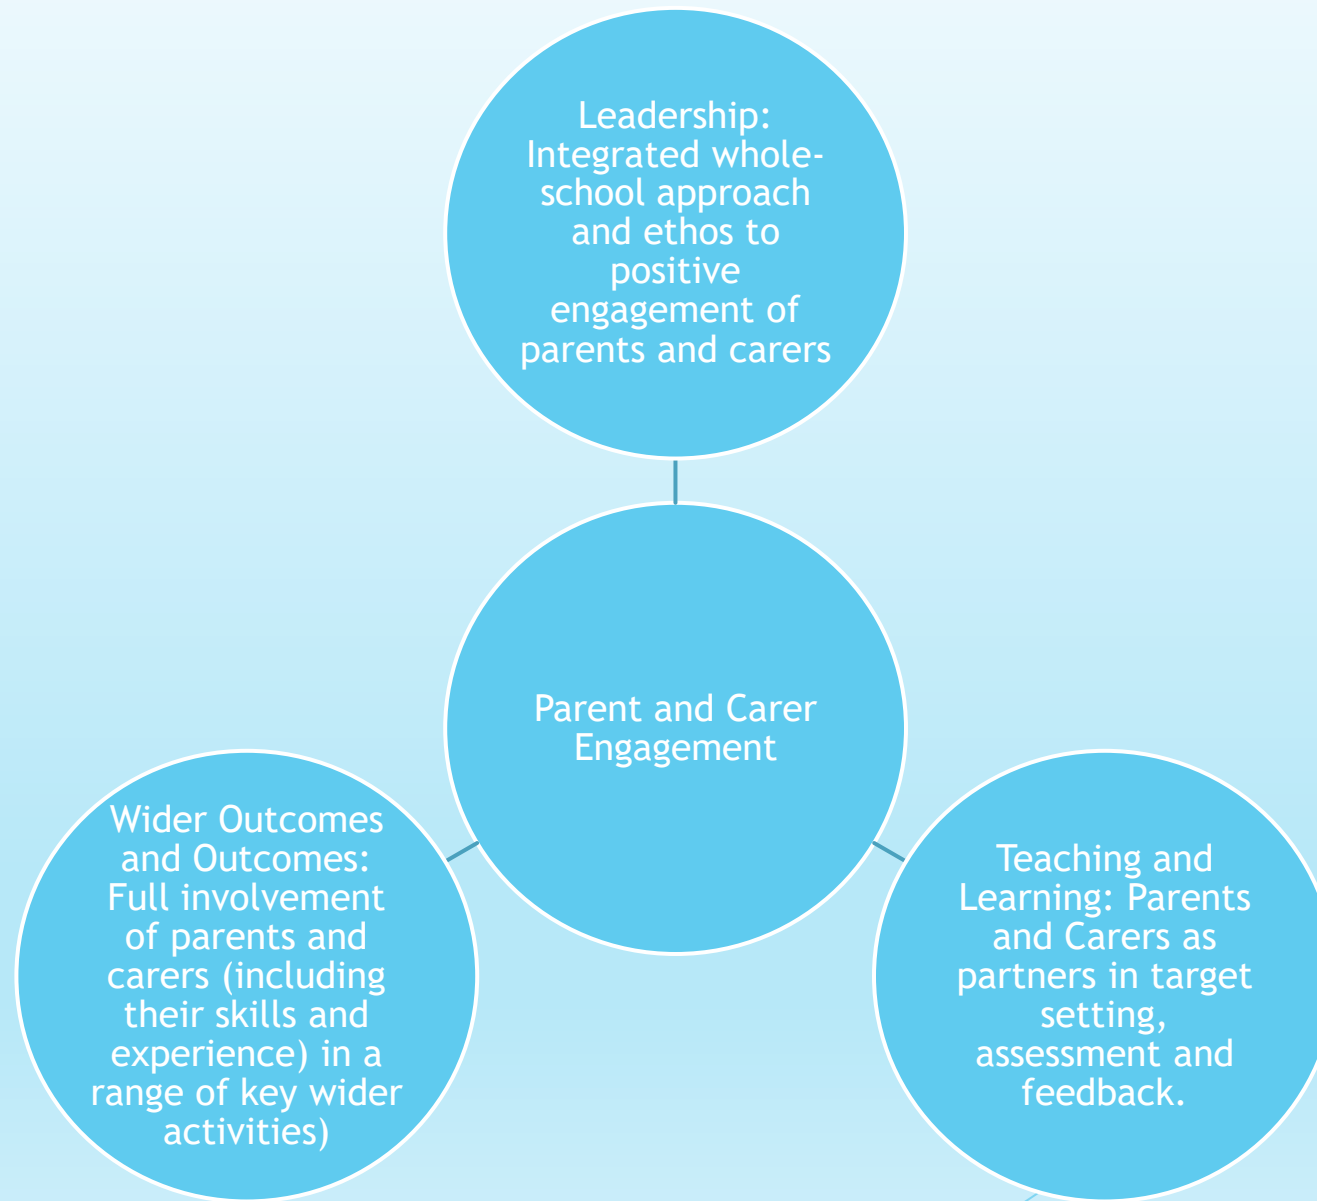 Leadership:
Integrated whole-
school approach
and ethos to
positive
engagement of
parents and carers
Parent and Carer
Engagement
Wider Outcomes
and Outcomes:
Full involvement
of parents and
carers (including
their skills and
experience) in a
range of key wider
activities)
Teaching and
Learning: Parents
and Carers as
partners in target
setting,
assessment and
feedback.